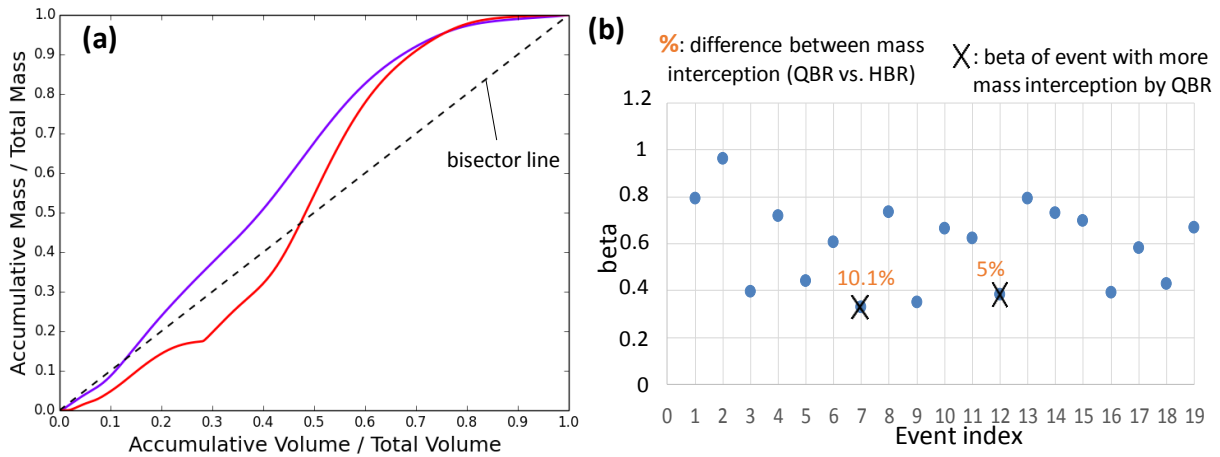 (a)
1.0
0.9
0.8
0.7
0.6
0.5
0.4
0.3
0.2
0.1
0.0
Accumulative Mass / Total Mass
bisector line
0.0 0.1 0.2 0.3 0.4 0.5 0.6 0.7 0.8 0.9 1.0
Accumulative Volume / Total Volume
(b)
%: difference between mass
interception (QBR vs. HBR)
X: beta of event with more
mass interception by QBR
1.2
1
0.8
0.6
0.4
0.2
0
beta
10.1%
5%
0 1 2 3 4 5 6 7 8 9 10 11 12 13 14 15 16 17 18 19
Event index